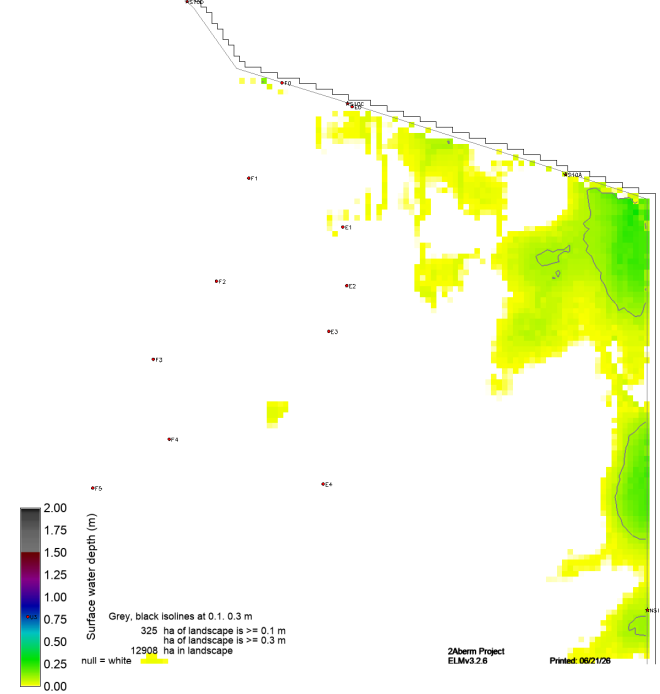 S10D
F0
S10C
E0
S10A
F1
E1
F2
E2
E3
F3
F4
E4
F5
2.00
1.75
1.50
1.25
1.00
0.75
0.50
0.25
0.00
Surface water depth (m)
Grey, black isolines at 0.1. 0.3 m
325 ha of landscape is >= 0.1 m
ha of landscape is >= 0.3 m
12908 ha in landscape
null = white
2Aberm Project
ELMv3.2.6
Printed: 06/21/26